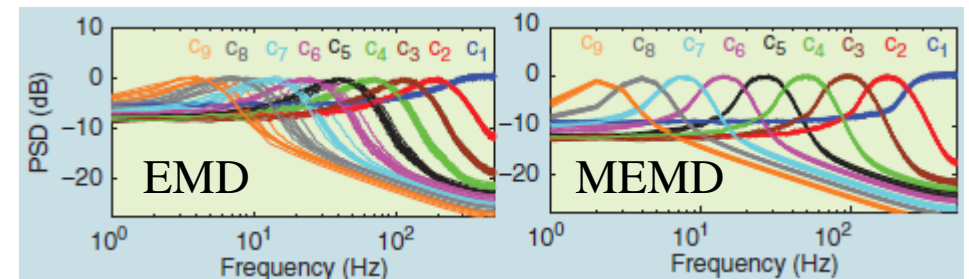 10
0
−10
−20
PSD (dB)
c9 c8 c7 c6 c5 c4 c3 c2 c1
EMD
10^0 10^1 10^2
Frequency (Hz)
10
0
−10
−20
c9 c8 c7 c6 c5 c4 c3 c2 c1
MEMD
10^0 10^1 10^2
Frequency (Hz)